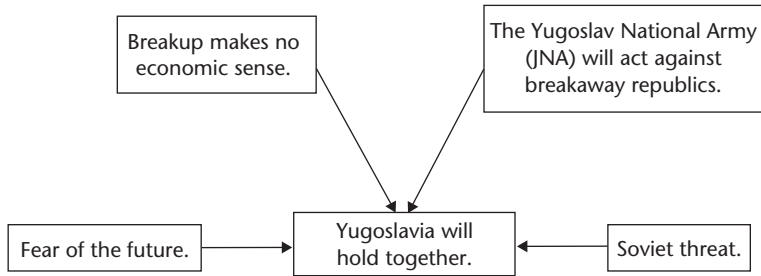 Breakup makes no
economic sense.
The Yugoslav National Army
(JNA) will act against
breakaway republics.
Fear of the future.
Yugoslavia will
hold together.
Soviet threat.